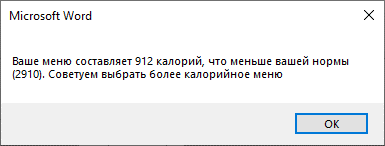 Microsoft Word
Ваше меню составляет 912 калорий, что меньше вашей нормы
(2910). Советуем выбрать более калорийное меню
OK